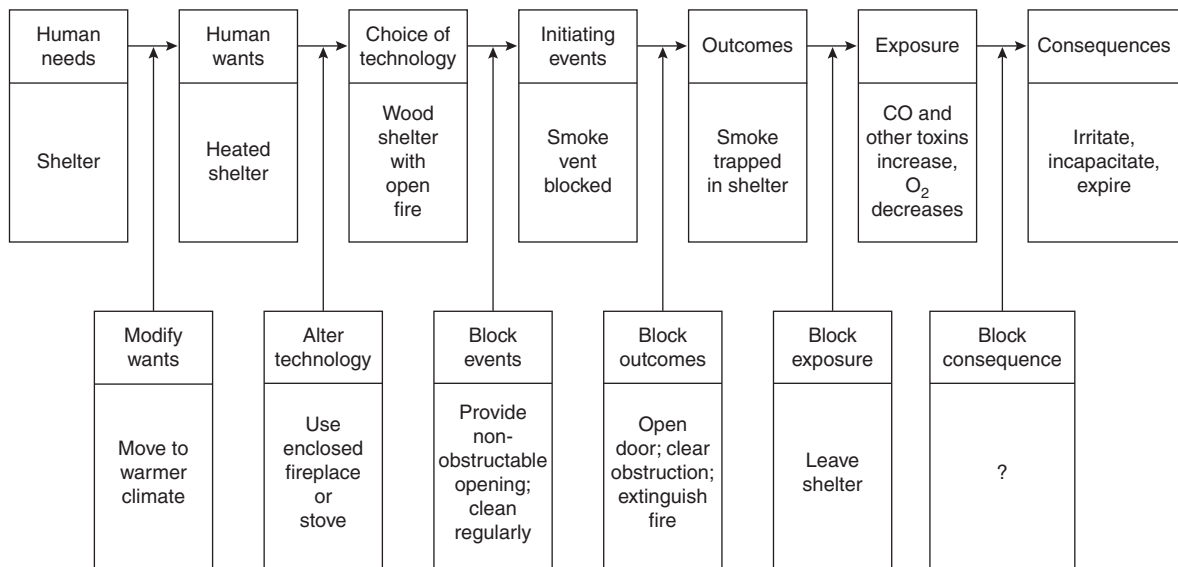 Human
needs
Shelter
Human
wants
Heated
shelter
Choice of
technology
Wood
shelter
with
open
fire
Initiating
events
Smoke
vent
blocked
Outcomes
Smoke
trapped
in shelter
Exposure
CO and
other toxins
increase,
O₂
decreases
Consequences
Irritate,
incapacitate,
expire
Modify
wants
Move to
warmer
climate
Alter
technology
Use
enclosed
fireplace
or
stove
Block
events
Provide
non-
obstructable
opening;
clean
regularly
Block
outcomes
Open
door; clear
obstruction;
extinguish
fire
Block
exposure
Leave
shelter
Block
consequence
?